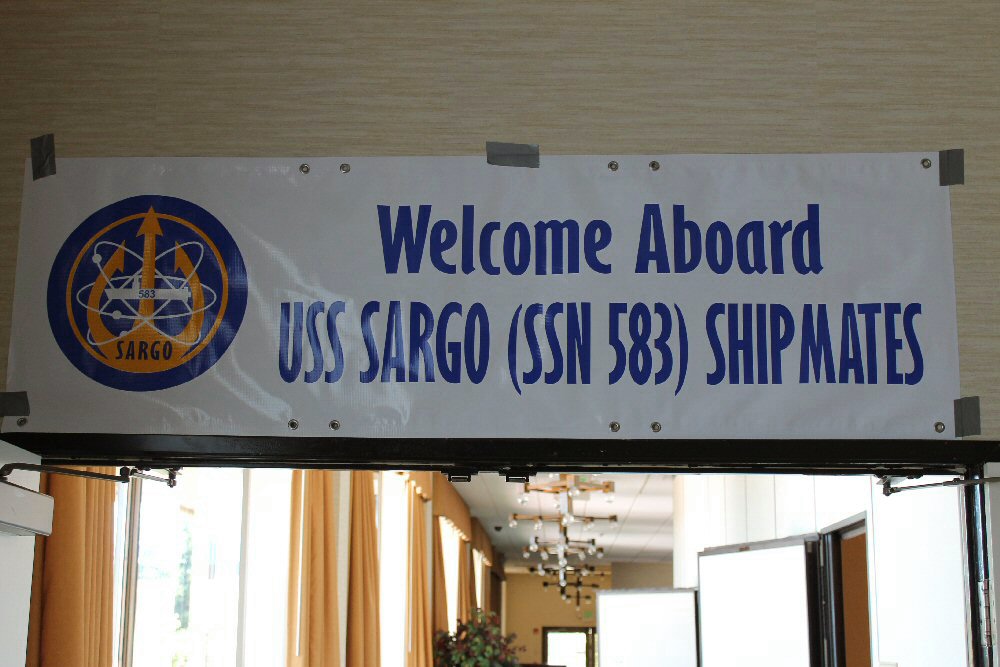 Welcome Aboard
USS SARGO (SSN 583) SHIPMATES
583
SARGO